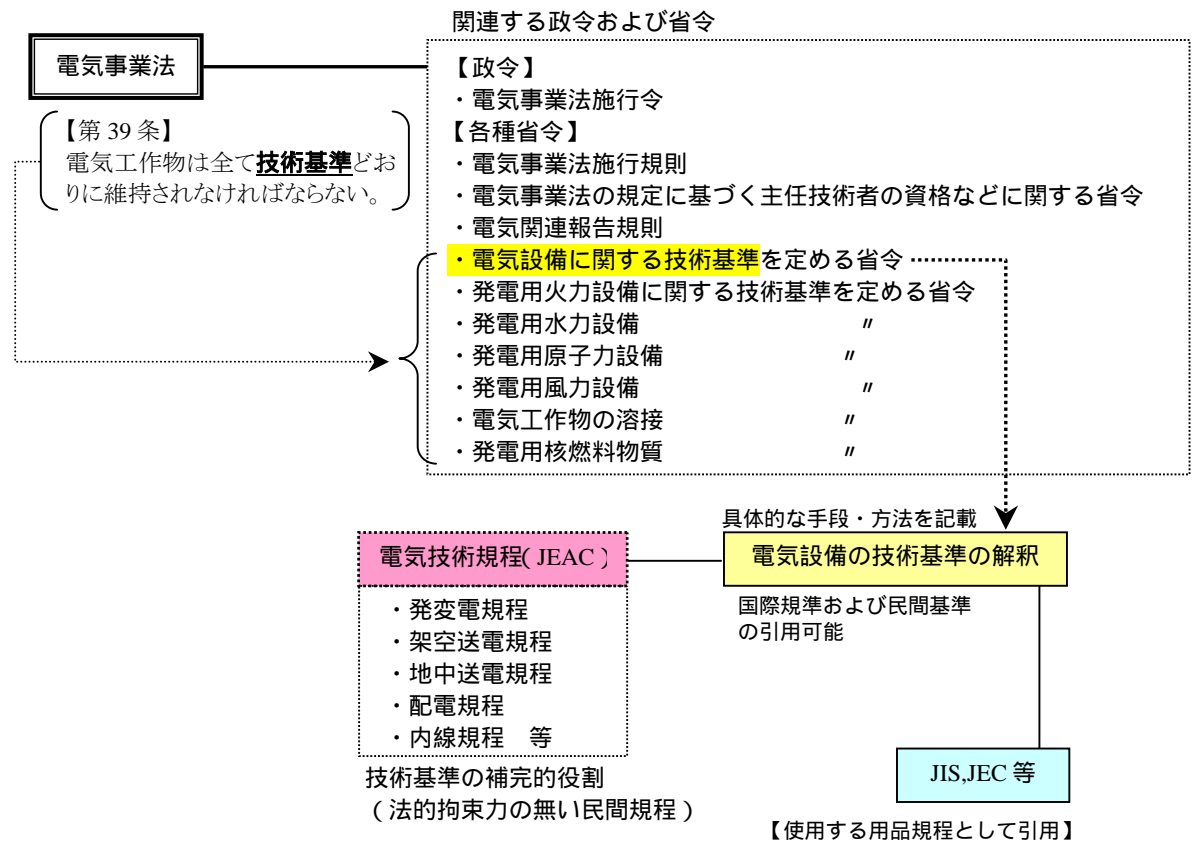 関連する政令および省令
電気事業法
【第 39 条】
電気工作物は全て技術基準どお
りに維持されなければならない。
【政令】
・電気事業法施行令
【各種省令】
・電気事業法施行規則
・電気事業法の規定に基づく主任技術者の資格などに関する省令
・電気関連報告規則
・電気設備に関する技術基準を定める省令
・発電用火力設備に関する技術基準を定める省令
・発電用水力設備 〃
・発電用原子力設備 〃
・発電用風力設備 〃
・電気工作物の溶接 〃
・発電用核燃料物質 〃
具体的な手段・方法を記載
電気設備の技術基準の解釈
国際規準および民間基準
の引用可能
電気技術規程( JEAC )
・発変電規程
・架空送電規程
・地中送電規程
・配電規程
・内線規程 等
技術基準の補完的役割
( 法的拘束力の無い民間規程 )
JIS,JEC 等
【使用する用品規程として引用】